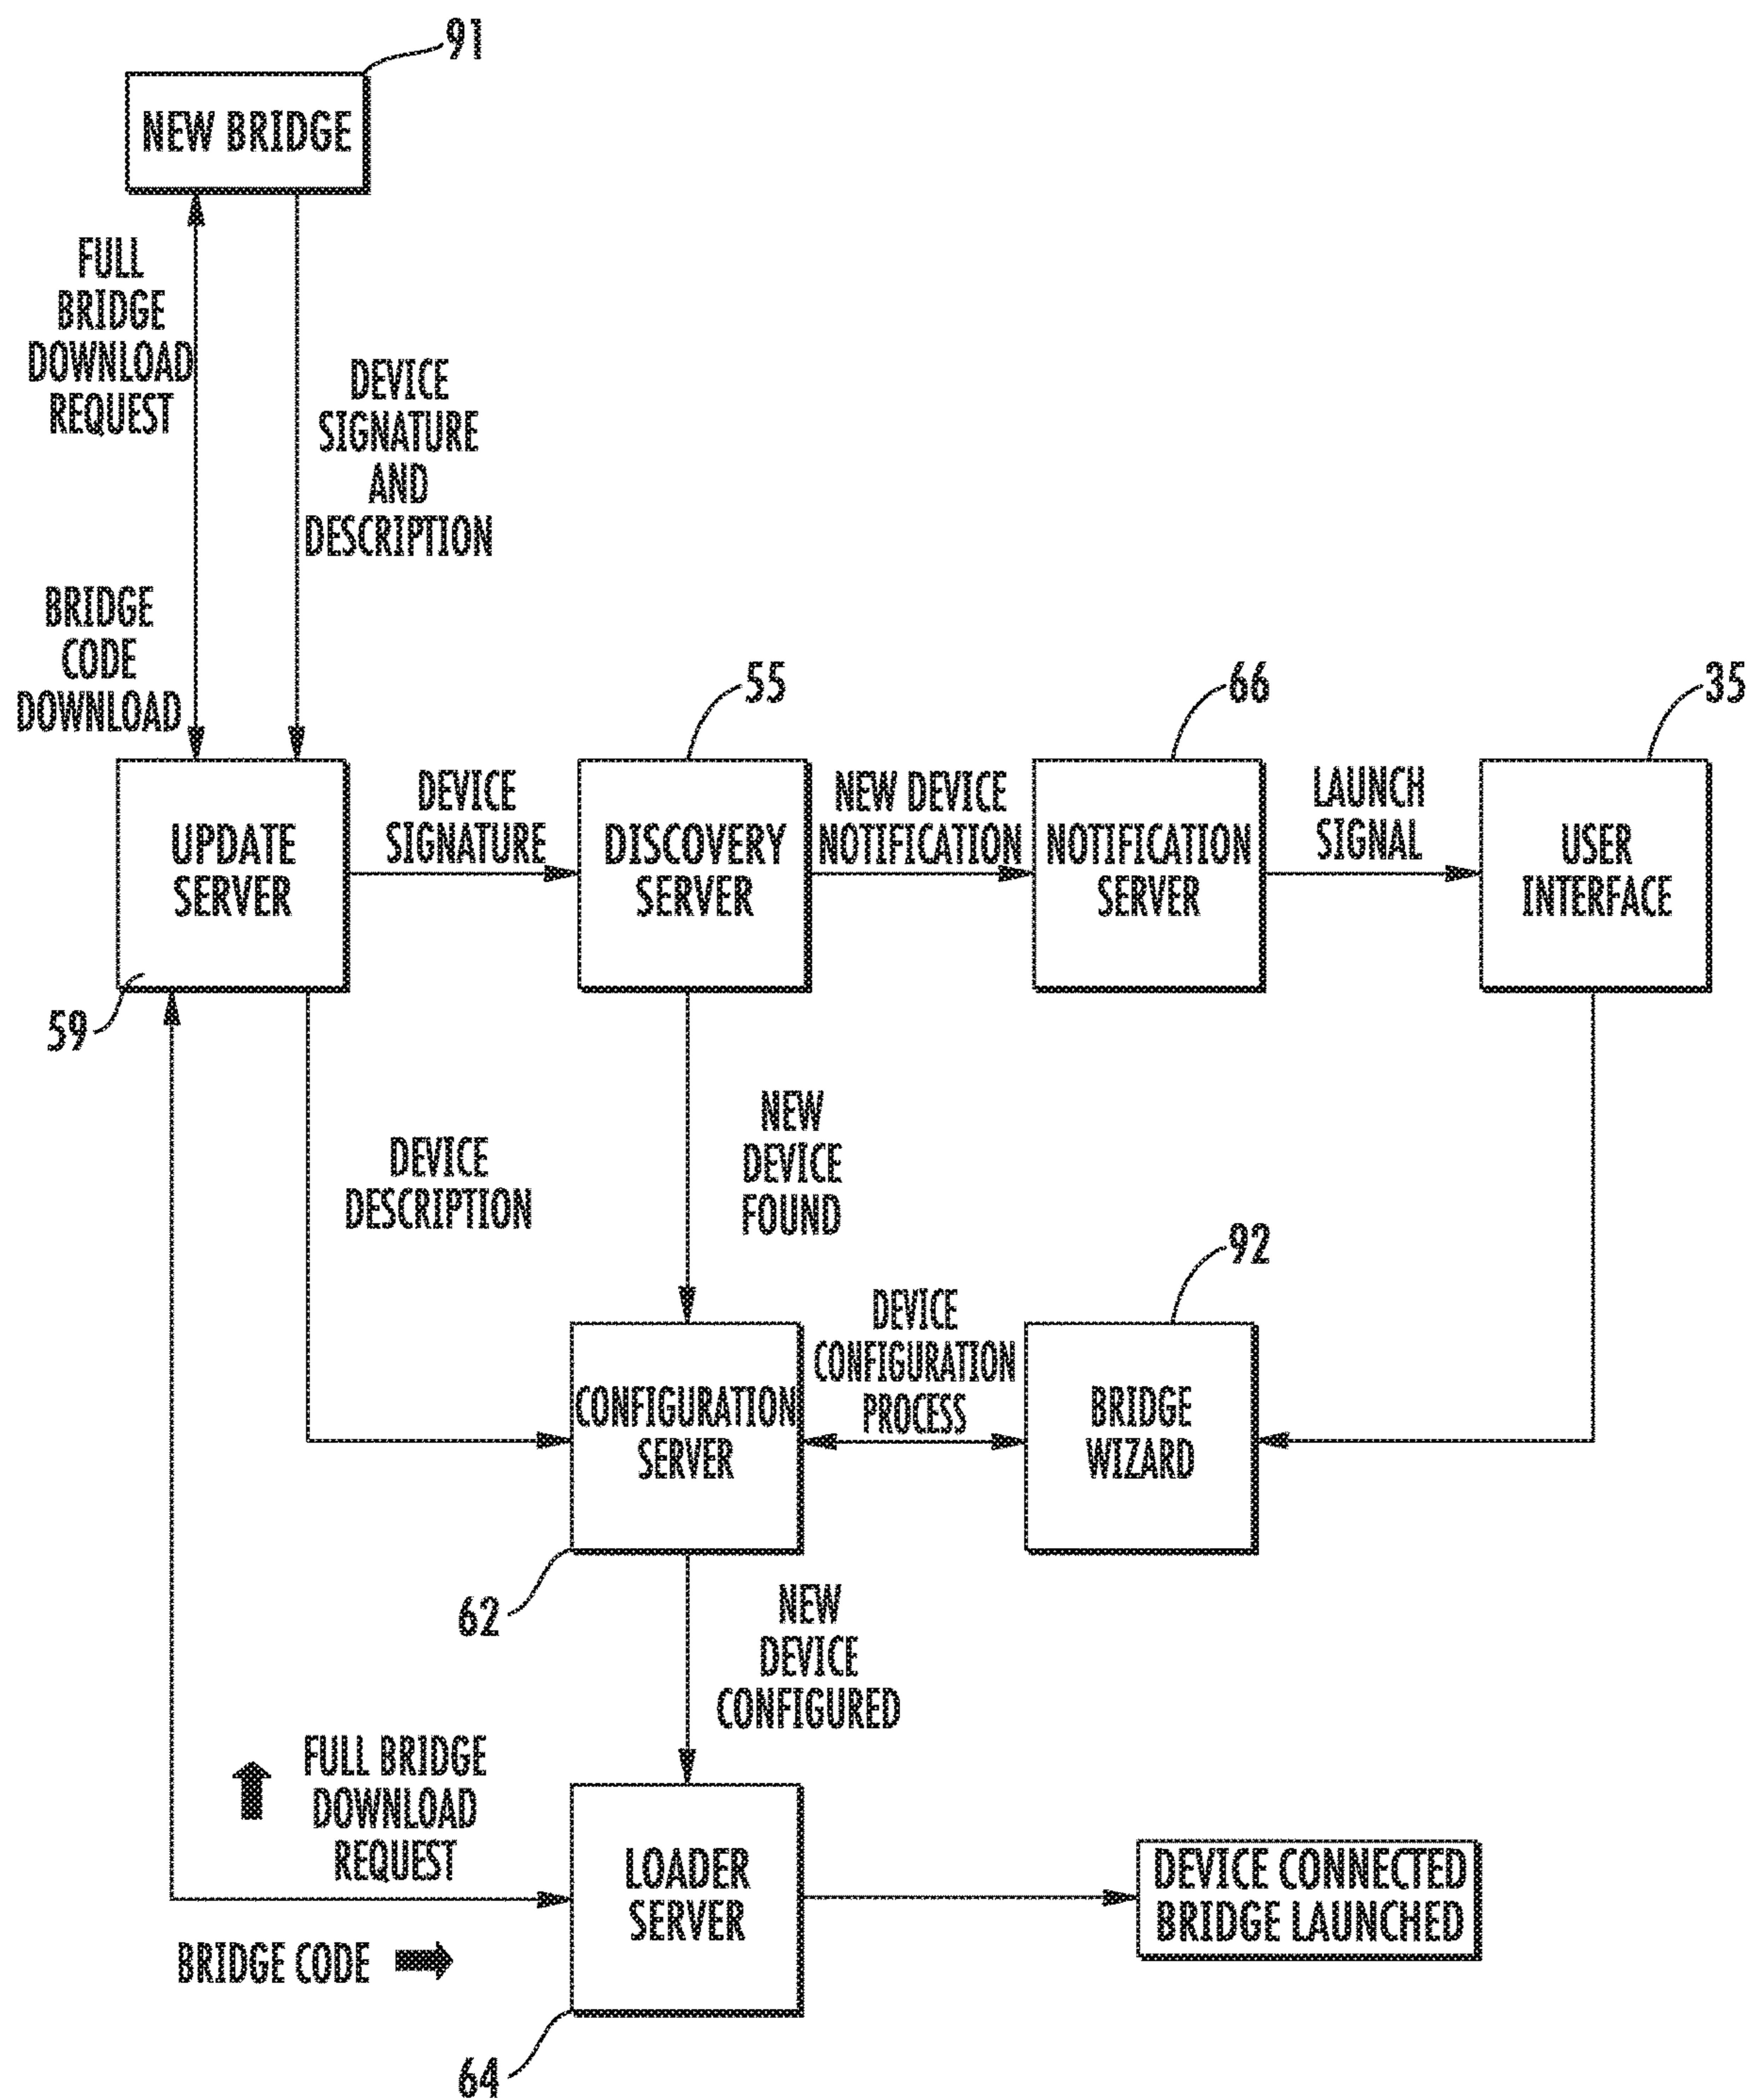 91
NEW BRIDGE
FULL
BRIDGE
DOWNLOAD
REQUEST
DEVICE
SIGNATURE
AND
DESCRIPTION
BRIDGE
CODE
DOWNLOAD
55
66
35
UPDATE
SERVER
DEVICE
SIGNATURE
DISCOVERY
SERVER
NEW DEVICE
NOTIFICATION
NOTIFICATION
SERVER
LAUNCH
SIGNAL
USER
INTERFACE
59
DEVICE
DESCRIPTION
NEW
DEVICE
FOUND
92
CONFIGURATION
SERVER
DEVICE
CONFIGURATION
PROCESS
BRIDGE
WIZARD
62
NEW
DEVICE
CONFIGURED
FULL BRIDGE
DOWNLOAD
REQUEST
BRIDGE CODE
LOADER
SERVER
DEVICE CONNECTED
BRIDGE LAUNCHED
64